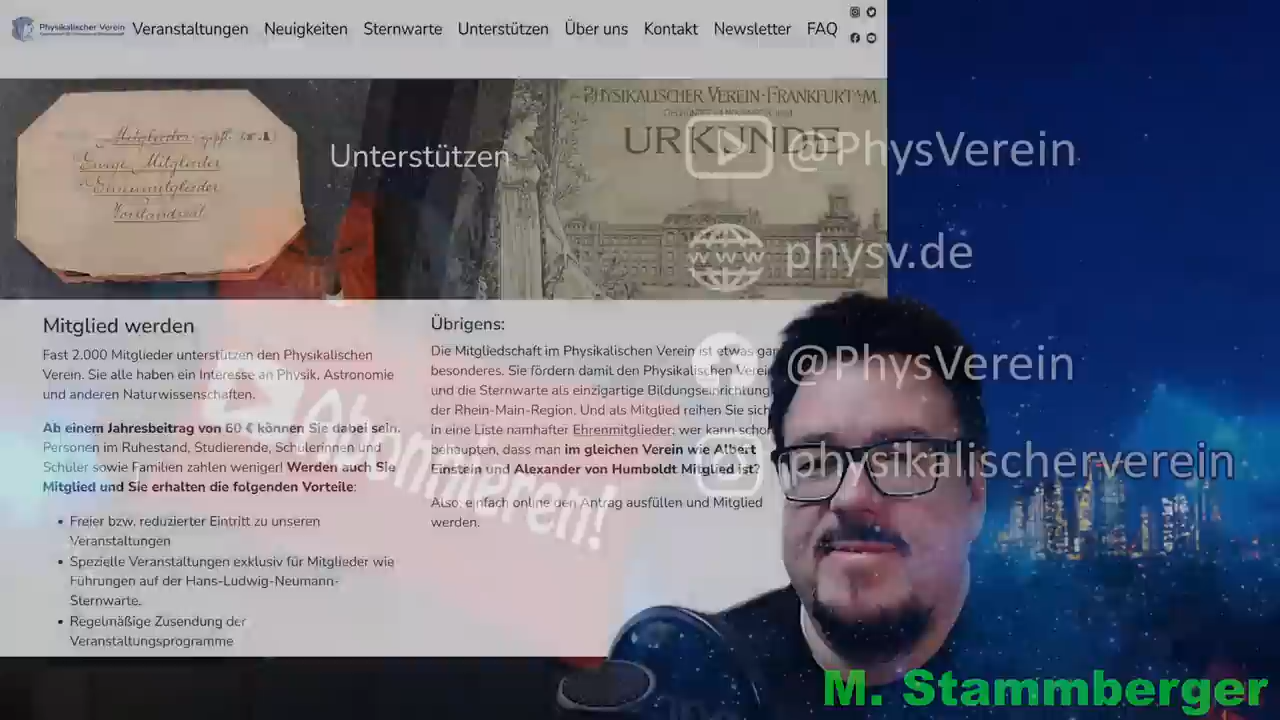 Physikalischer Verein
Veranstaltungen Neuigkeiten Sternwarte Unterstützen Über uns Kontakt Newsletter FAQ
Ewige Mitglieder
Ehrenmitglieder
Vorstandsrat
Unterstützen
PHYSIKALISCHER VEREIN·FRANKFURT A/M.
URKUNDE
@PhysVerein
www
physv.de
@PhysVerein
physikalischerverein
Mitglied werden
Fast 2.000 Mitglieder unterstützen den Physikalischen
Verein. Sie alle haben ein Interesse an Physik, Astronomie
und anderen Naturwissenschaften.
Ab einem Jahresbeitrag von 60 € können Sie dabei sein.
Personen im Ruhestand, Studierende, Schülerinnen und
Schüler sowie Familien zahlen weniger! Werden auch Sie
Mitglied und Sie erhalten die folgenden Vorteile:
• Freier bzw. reduzierter Eintritt zu unseren
Veranstaltungen
• Spezielle Veranstaltungen exklusiv für Mitglieder wie
Führungen auf der Hans-Ludwig-Neumann-
Sternwarte.
• Regelmäßige Zusendung der
Veranstaltungsprogramme
Übrigens:
Die Mitgliedschaft im Physikalischen Verein ist etwas
besonderes. Sie fördern damit den Physikalischen
und die Sternwarte als einzigartige Bildungseinrichtung
der Rhein-Main-Region. Und als Mitglied reihen Sie sich
in eine Liste namhafter Ehrenmitglieder: wer kann schon
behaupten, dass man im gleichen Verein wie Albert
Einstein und Alexander von Humboldt Mitglied ist?
Also: einfach online den Antrag ausfüllen und Mitglied
werden.
Abonnieren!
M. Stammberger